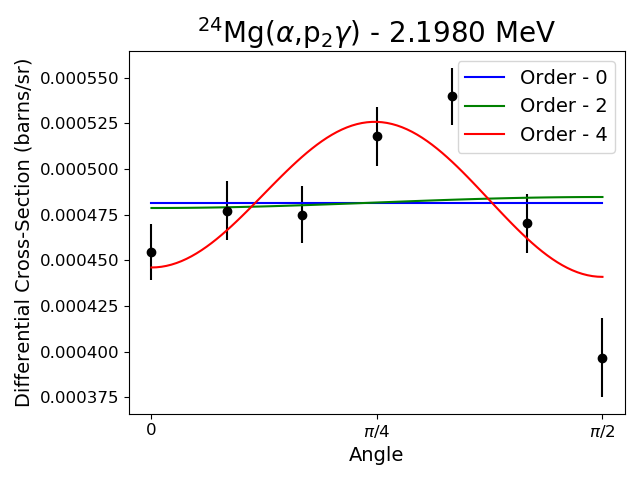 ²⁴Mg(α,p₂γ) - 2.1980 MeV
Differential Cross-Section (barns/sr)
0.000550
0.000525
0.000500
0.000475
0.000450
0.000425
0.000400
0.000375
Order - 0
Order - 2
Order - 4
0
π/4
π/2
Angle